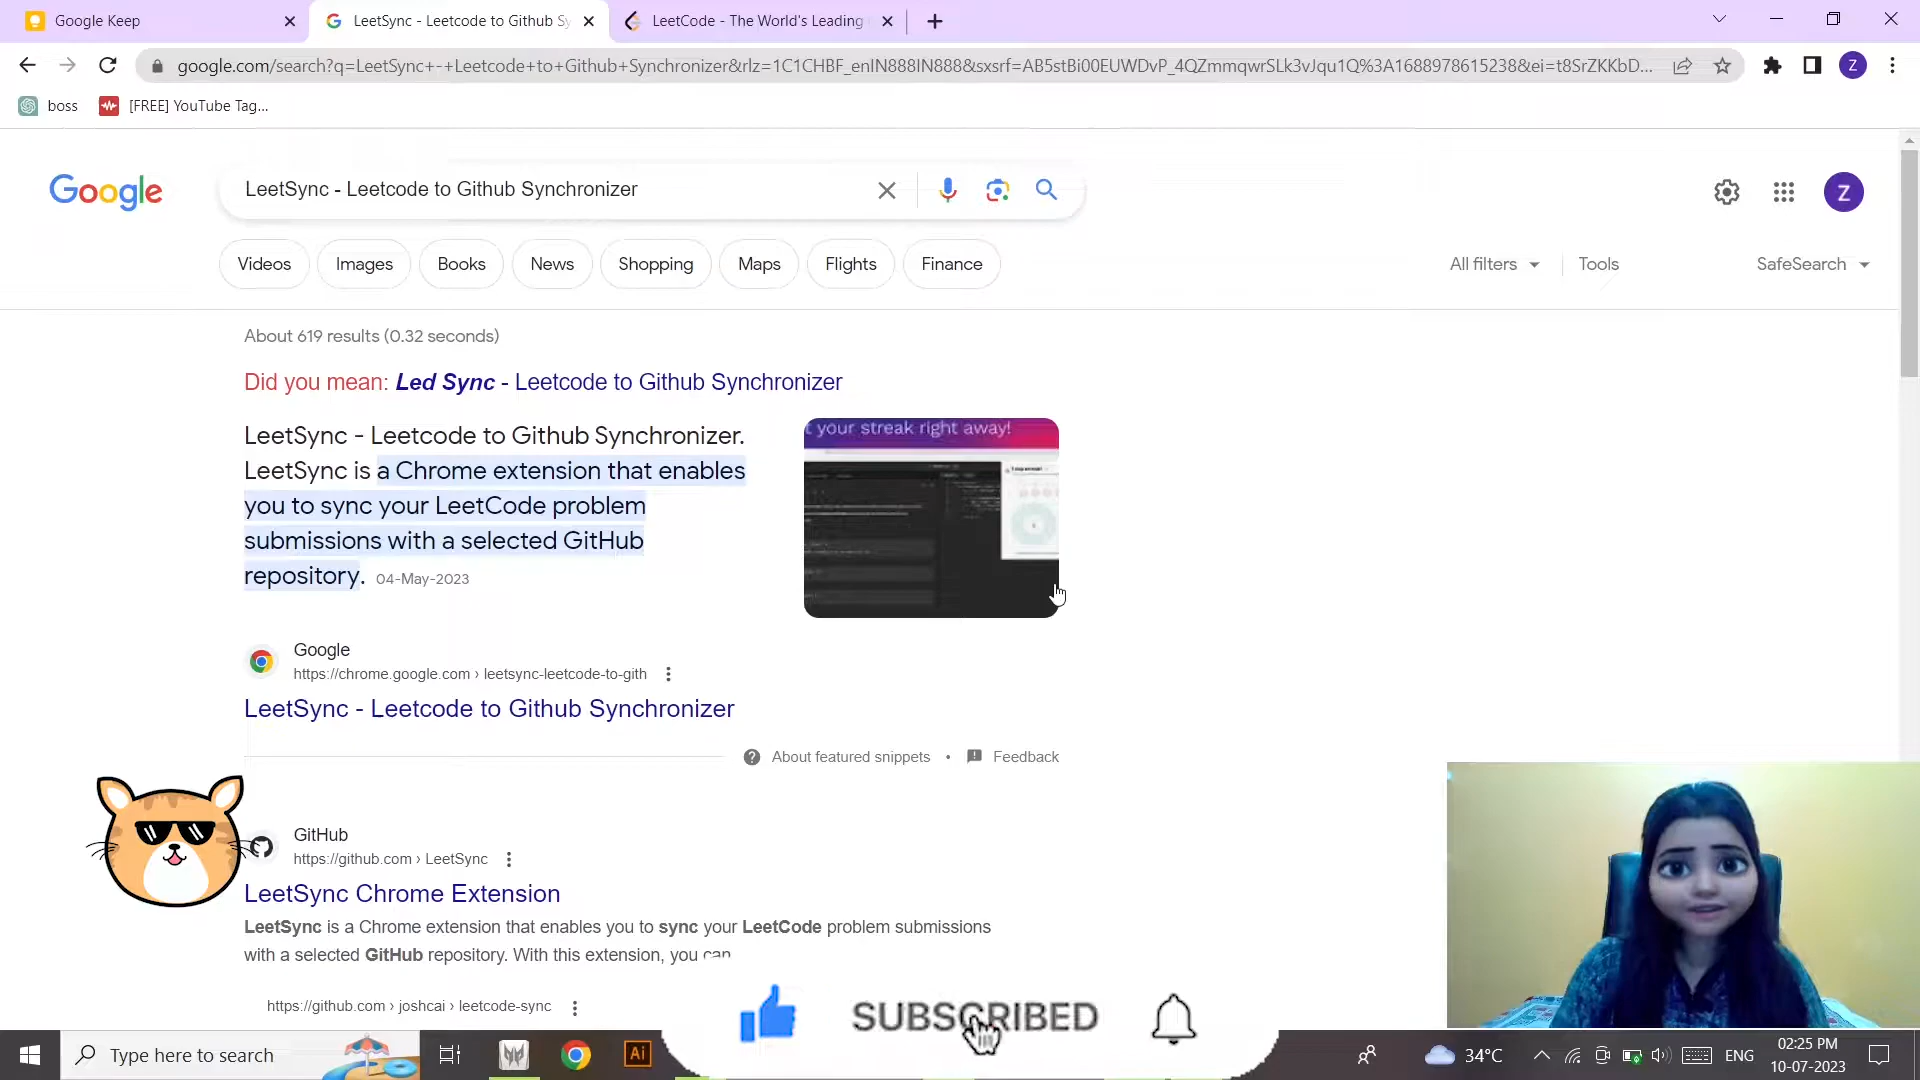 Google Keep
LeetSync - Leetcode to Github Sy
LeetCode - The World's Leading
google.com/search?q=LeetSync+-+Leetcode+to+Github+Synchronizer&rlz=1C1CHBF_enIN888IN888&sxsrf=AB5stBi00EUWDvP_4QZmmqwrSLk3vJqu1Q%3A1688978615238&ei=t8SrZKKbD...
Z
boss
[FREE] YouTube Tag...
Google
LeetSync - Leetcode to Github Synchronizer
Z
Videos
Images
Books
News
Shopping
Maps
Flights
Finance
All filters
Tools
SafeSearch
About 619 results (0.32 seconds)
Did you mean: Led Sync - Leetcode to Github Synchronizer
LeetSync - Leetcode to Github Synchronizer.
LeetSync is a Chrome extension that enables
you to sync your LeetCode problem
submissions with a selected GitHub
repository. 04-May-2023
t your streak right away!
Google
https://chrome.google.com › leetsync-leetcode-to-gith
LeetSync - Leetcode to Github Synchronizer
About featured snippets • Feedback
GitHub
https://github.com › LeetSync
LeetSync Chrome Extension
LeetSync is a Chrome extension that enables you to sync your LeetCode problem submissions
with a selected GitHub repository. With this extension, you can
https://github.com › joshcai › leetcode-sync
SUBSCRIBED
Type here to search
Ai
34°C
ENG
02:25 PM
10-07-2023